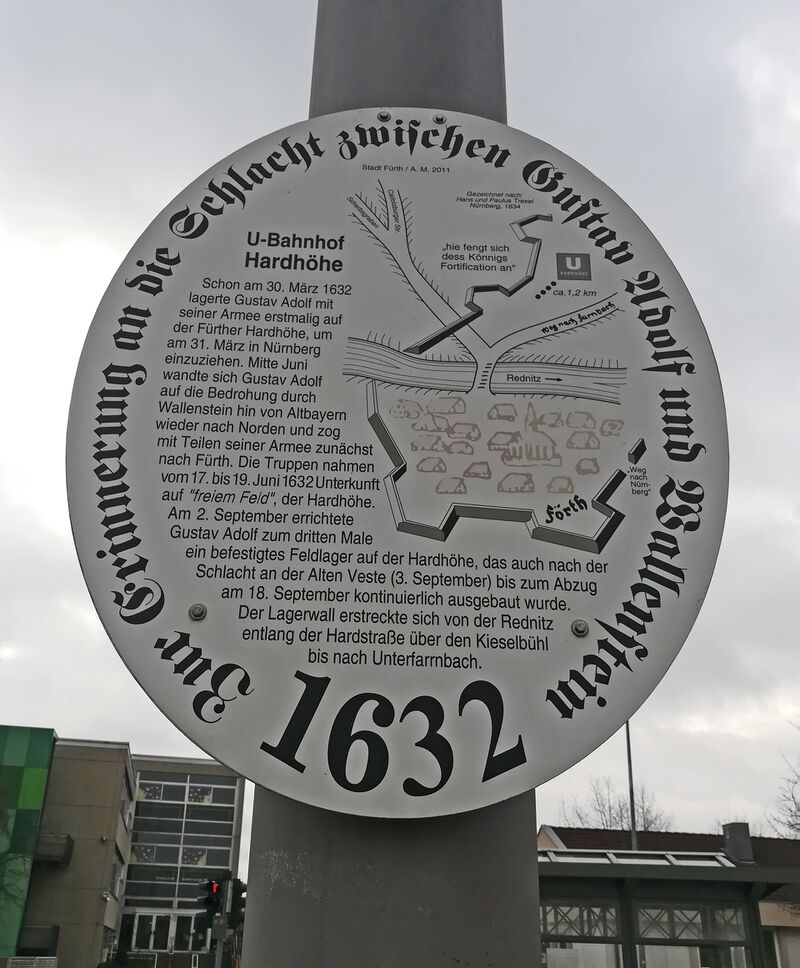 Zur Erinnerung an die Schlacht zwischen Gustav Adolf und Wallenstein
Stadt Fürth / A. M. 2011
Gezeichnet nach:
Hans und Paulus Trexel
Nürnberg, 1634
Scherbsgraben
Cadolzburger Str.
U-Bahnhof
Hardhöhe
„hie fengt sich
dess Könnigs
Fortification an"
U
HARDHÖHE
ca. 1,2 km
Weg nach farnbach
Rednitz
Schon am 30. März 1632
lagerte Gustav Adolf mit
seiner Armee erstmalig auf
der Fürther Hardhöhe, um
am 31. März in Nürnberg
einzuziehen. Mitte Juni
wandte sich Gustav Adolf
auf die Bedrohung durch
Wallenstein hin von Altbayern
wieder nach Norden und zog
mit Teilen seiner Armee zunächst
nach Fürth. Die Truppen nahmen
vom 17. bis 19. Juni 1632 Unterkunft
auf "freiem Feld", der Hardhöhe.
Am 2. September errichtete
Gustav Adolf zum dritten Male
ein befestigtes Feldlager auf der Hardhöhe, das auch nach der
Schlacht an der Alten Veste (3. September) bis zum Abzug
am 18. September kontinuierlich ausgebaut wurde.
Der Lagerwall erstreckte sich von der Rednitz
entlang der Hardstraße über den Kieselbühl
bis nach Unterfarrnbach.
„Weg
nach
Nürn-
berg"
förth
1632